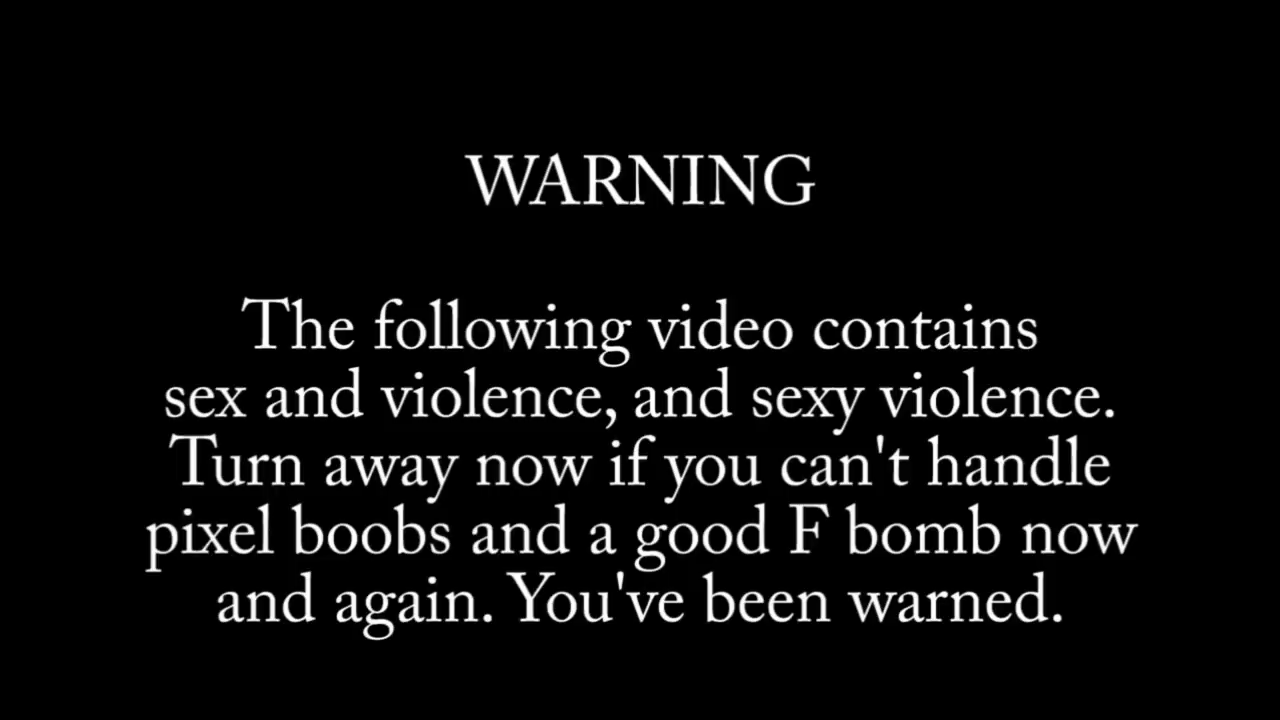 WARNING
The following video contains
sex and violence, and sexy violence.
Turn away now if you can't handle
pixel boobs and a good F bomb now
and again. You've been warned.